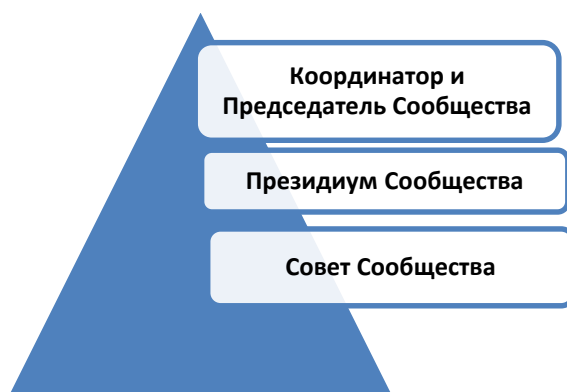 Координатор и
Председатель Сообщества
Президиум Сообщества
Совет Сообщества